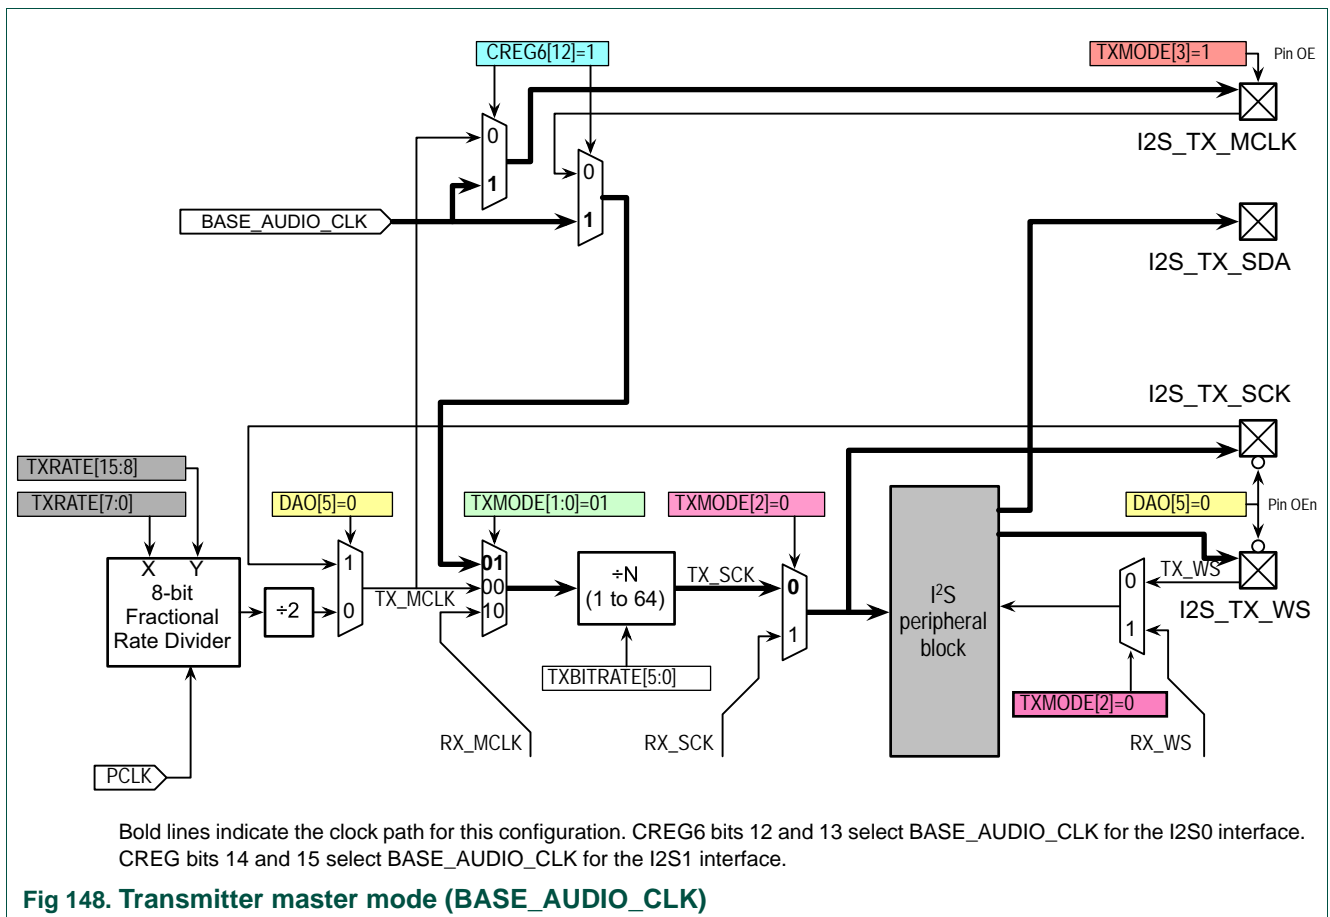 CREG6[12]=1
TXMODE[3]=1
Pin OE
0
1
I2S_TX_MCLK
0
1
BASE_AUDIO_CLK
I2S_TX_SDA
I2S_TX_SCK
TXRATE[15:8]
TXRATE[7:0]
DAO[5]=0
TXMODE[1:0]=01
TXMODE[2]=0
DAO[5]=0
Pin OEn
X Y
8-bit
Fractional
Rate Divider
÷2
1
0
TX_MCLK
01
00
10
÷N
(1 to 64)
TX_SCK
0
1
I²S
peripheral
block
0
1
TX_WS
I2S_TX_WS
TXBITRATE[5:0]
TXMODE[2]=0
RX_MCLK
RX_SCK
RX_WS
PCLK
Bold lines indicate the clock path for this configuration. CREG6 bits 12 and 13 select BASE_AUDIO_CLK for the I2S0 interface.
CREG bits 14 and 15 select BASE_AUDIO_CLK for the I2S1 interface.
Fig 148. Transmitter master mode (BASE_AUDIO_CLK)